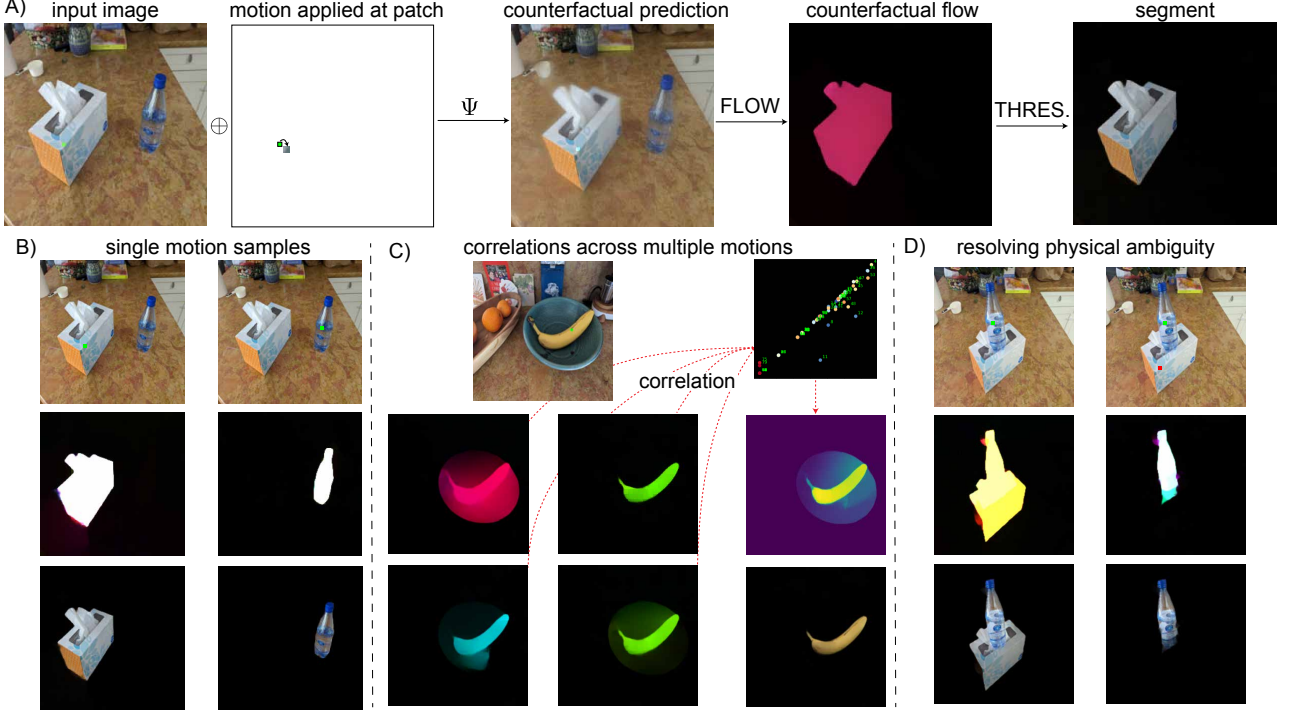 A)
input image
motion applied at patch
counterfactual prediction
counterfactual flow
segment
⊕
Ψ
FLOW
THRES.
B)
single motion samples
C)
correlations across multiple motions
D)
resolving physical ambiguity
correlation